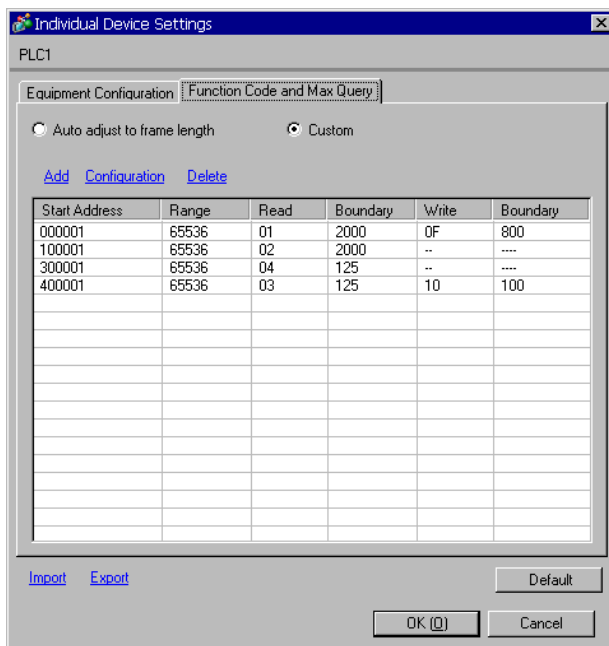 Individual Device Settings
PLC1
Equipment Configuration Function Code and Max Query
Auto adjust to frame length Custom
Add Configuration Delete
Start Address Range Read Boundary Write Boundary
000001 65536 01 2000 0F 800
100001 65536 02 2000 -- ----
300001 65536 04 125 -- ----
400001 65536 03 125 10 100
Import Export Default
OK (O) Cancel